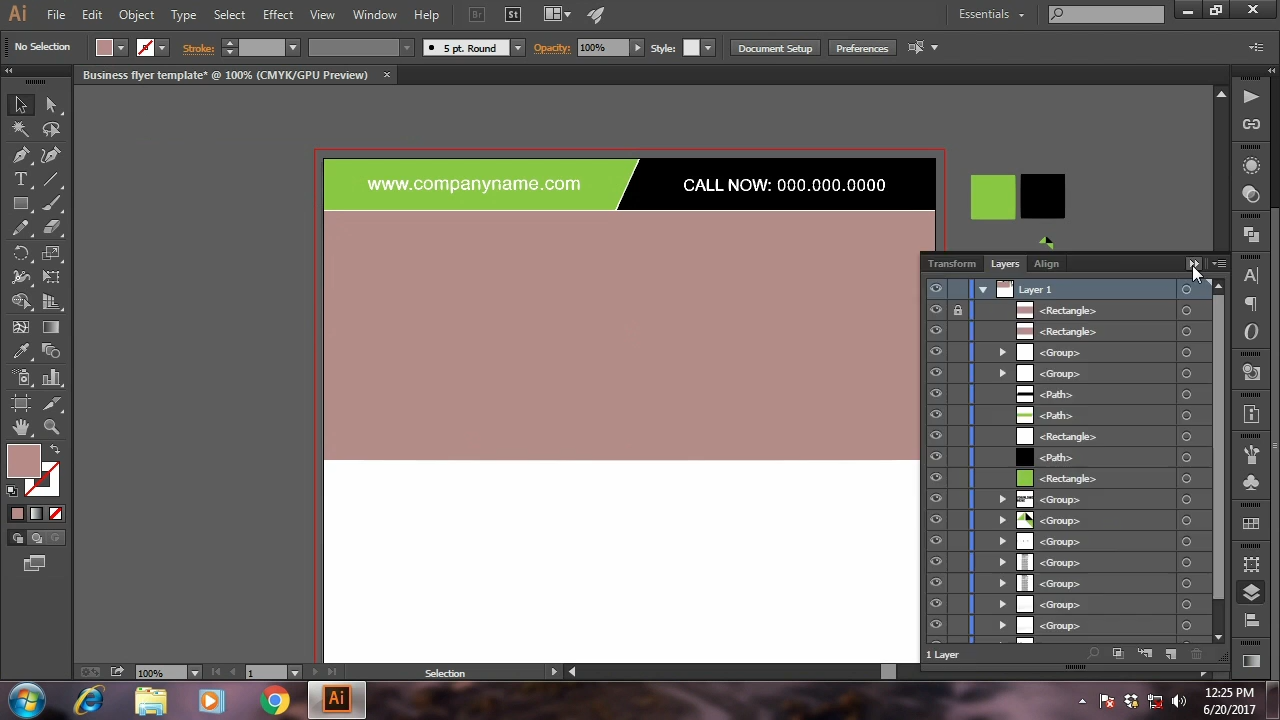 Ai File Edit Object Type Select Effect View Window Help Br St Essentials
No Selection Stroke: 5 pt. Round Opacity: 100% Style: Document Setup Preferences
Business flyer template* @ 100% (CMYK/GPU Preview) ×
www.companyname.com CALL NOW: 000.000.0000
Transform Layers Align
Layer 1
<Rectangle>
<Rectangle>
<Group>
<Group>
<Path>
<Path>
<Rectangle>
<Path>
<Rectangle>
<Group>
<Group>
<Group>
<Group>
<Group>
<Group>
<Group>
1 Layer
100% 1 Selection
Ai 12:25 PM
6/20/2017